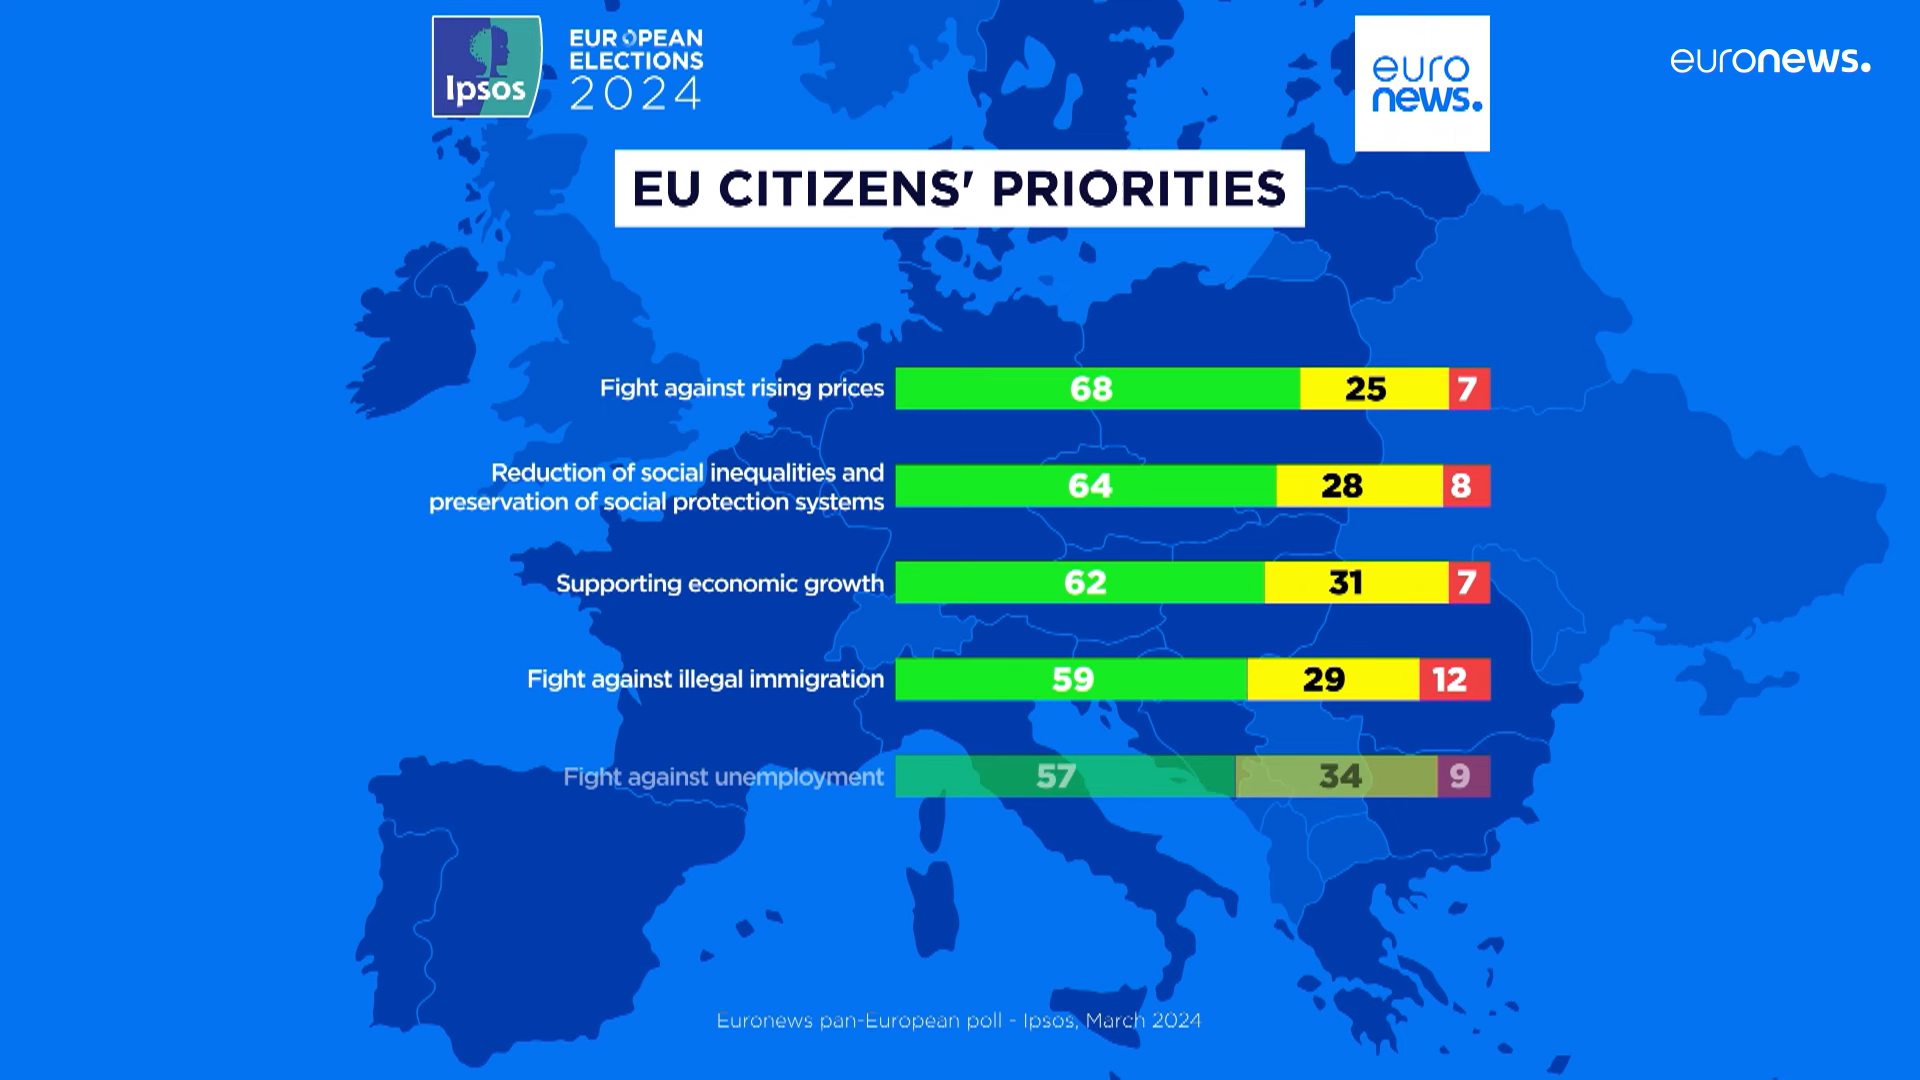 Ipsos
EUROPEAN
ELECTIONS
2024
euro
news.
euronews.
EU CITIZENS' PRIORITIES
Fight against rising prices 68 25 7
Reduction of social inequalities and
preservation of social protection systems 64 28 8
Supporting economic growth 62 31 7
Fight against illegal immigration 59 29 12
Fight against unemployment 57 34 9
Euronews pan-European poll - Ipsos, March 2024